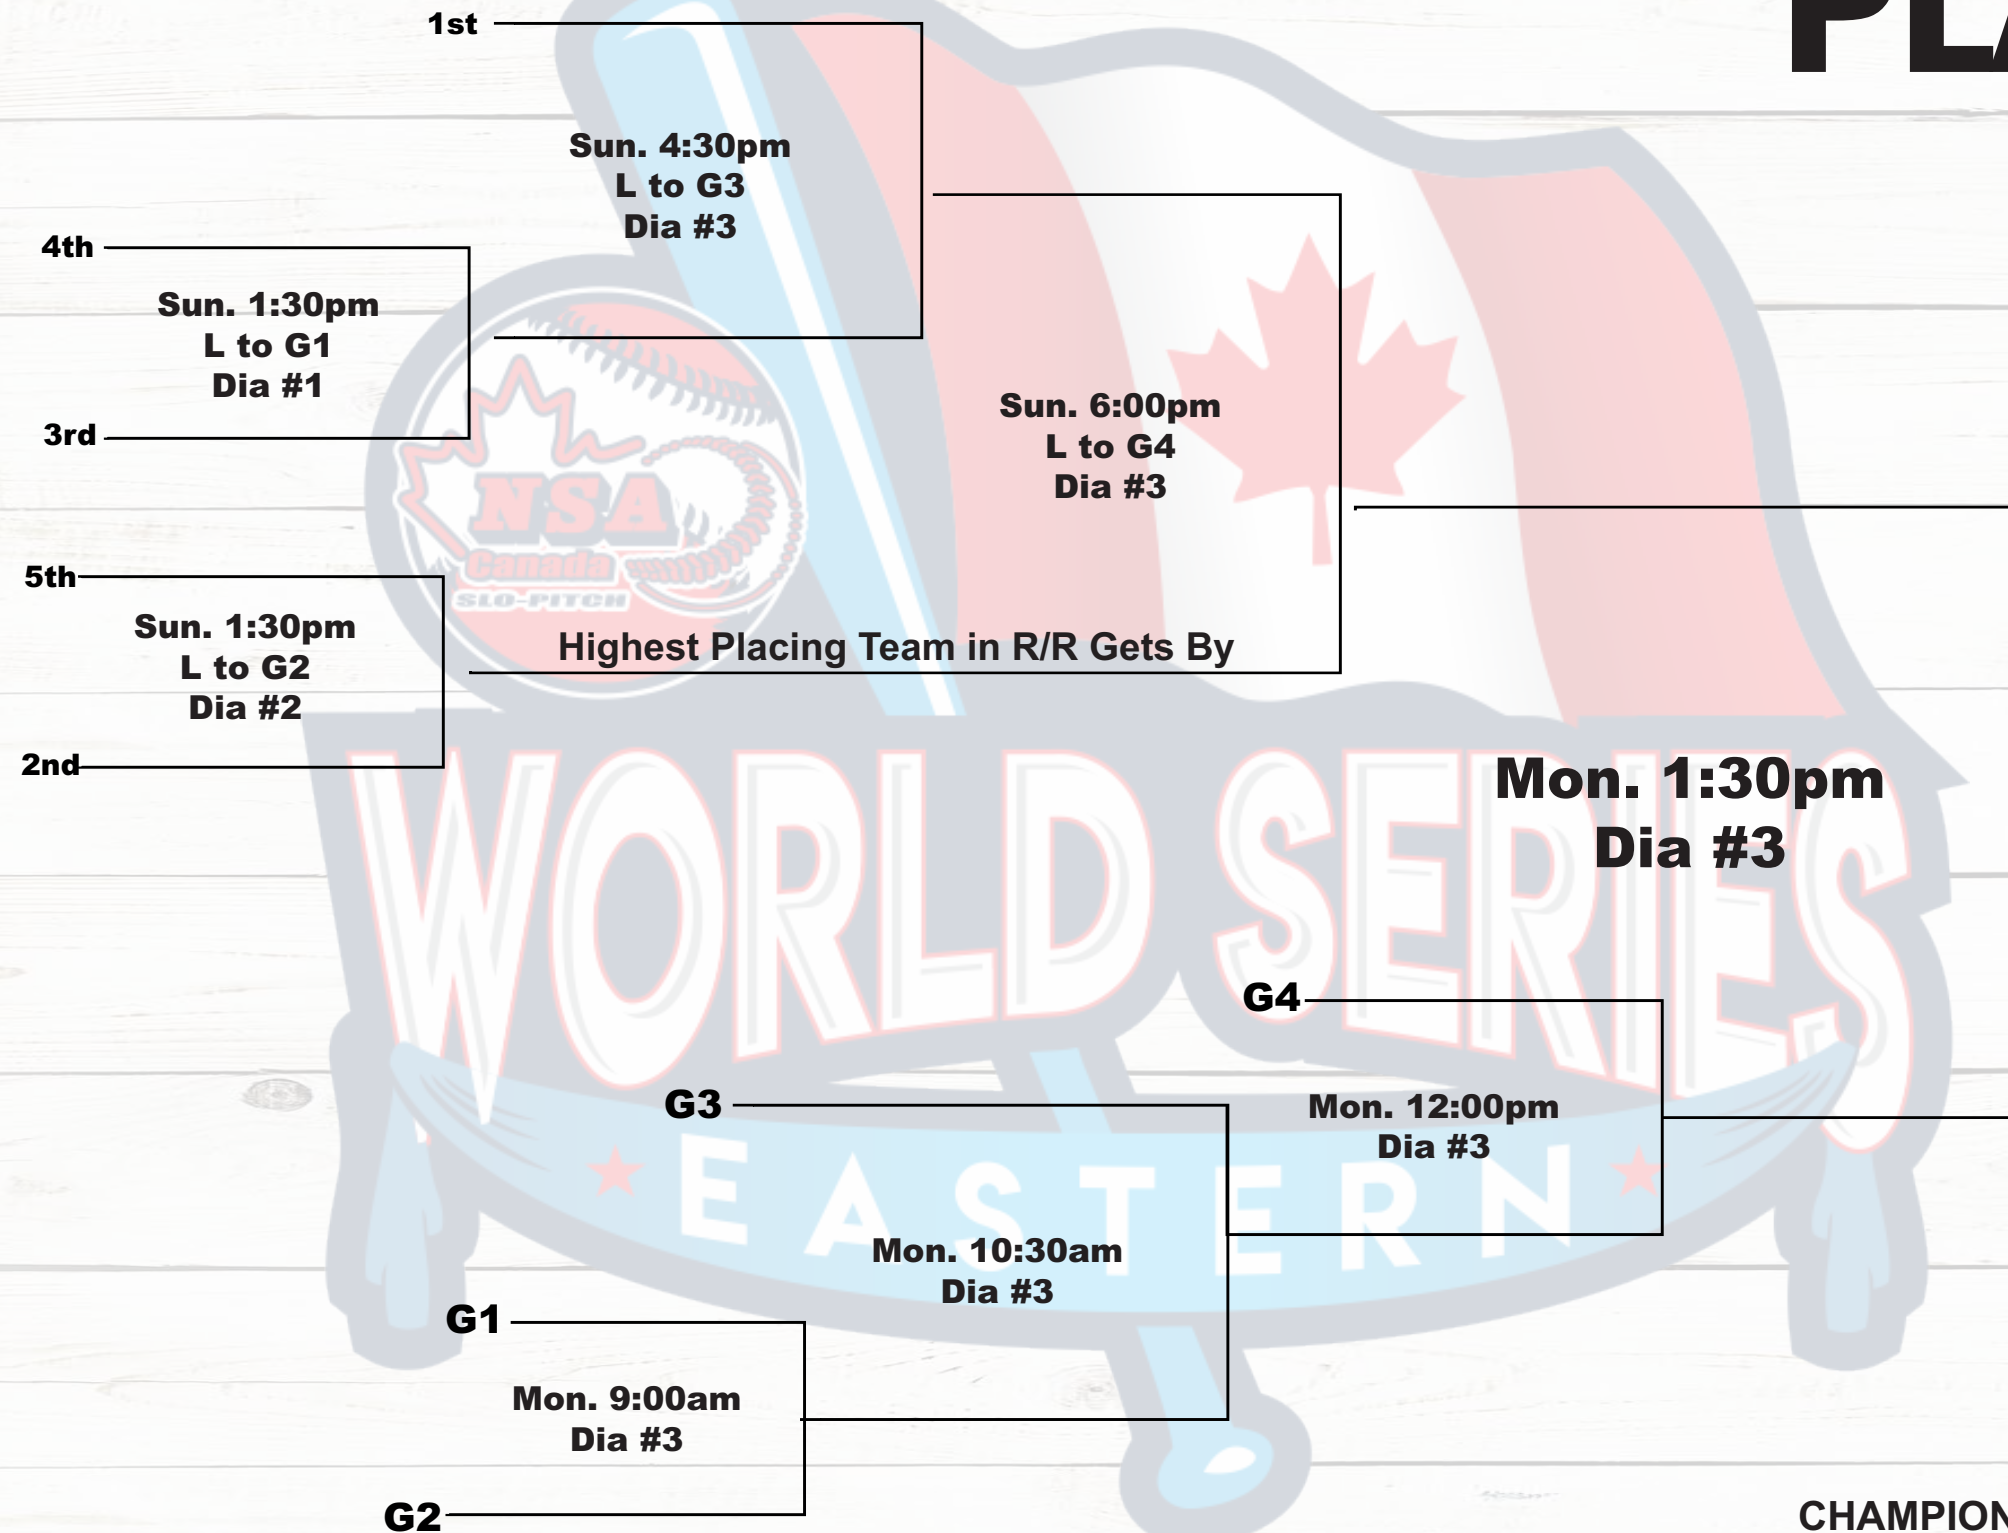 PLA
1st
Sun. 4:30pm
L to G3
Dia #3
4th
Sun. 1:30pm
L to G1
Dia #1
3rd
Sun. 6:00pm
L to G4
Dia #3
NSA
Canada
SLO-PITCH
5th
Sun. 1:30pm
L to G2
Dia #2
2nd
Highest Placing Team in R/R Gets By
WORLD SERIES
Mon. 1:30pm
Dia #3
G4
G3
Mon. 12:00pm
Dia #3
EASTERN
Mon. 10:30am
Dia #3
G1
Mon. 9:00am
Dia #3
G2
CHAMPION